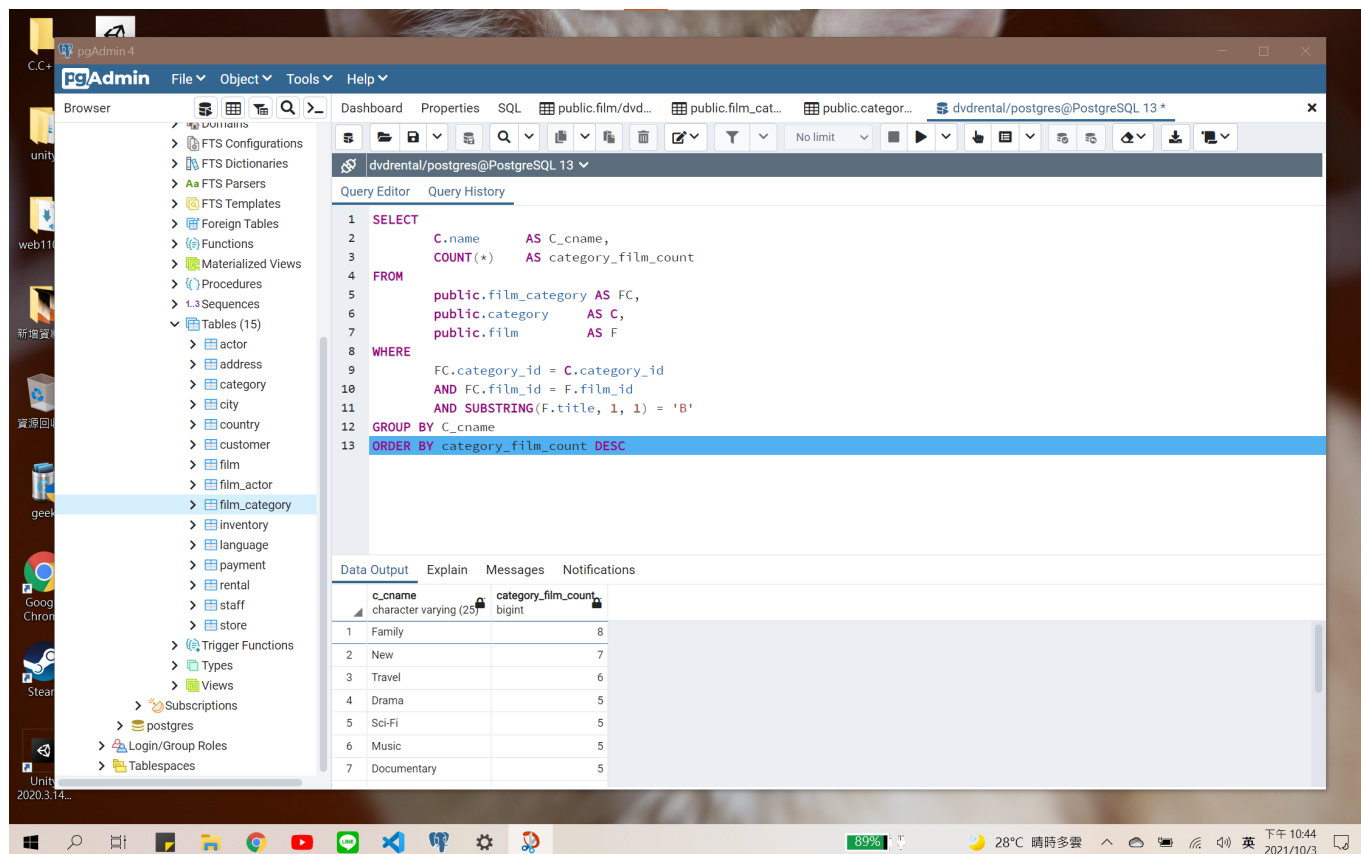 pgAdmin 4
pgAdmin File Object Tools Help
Browser
Dashboard Properties SQL public.film/dvd... public.film_cat... public.categor... dvdrental/postgres@PostgreSQL 13 *
No limit
dvdrental/postgres@PostgreSQL 13
Query Editor Query History
Domains
FTS Configurations
FTS Dictionaries
Aa FTS Parsers
FTS Templates
Foreign Tables
Functions
Materialized Views
Procedures
1..3 Sequences
Tables (15)
actor
address
category
city
country
customer
film
film_actor
film_category
inventory
language
payment
rental
staff
store
Trigger Functions
Types
Views
Subscriptions
postgres
Login/Group Roles
Tablespaces
1 SELECT
2 C.name AS C_cname,
3 COUNT(*) AS category_film_count
4 FROM
5 public.film_category AS FC,
6 public.category AS C,
7 public.film AS F
8 WHERE
9 FC.category_id = C.category_id
10 AND FC.film_id = F.film_id
11 AND SUBSTRING(F.title, 1, 1) = 'B'
12 GROUP BY C_cname
13 ORDER BY category_film_count DESC
Data Output Explain Messages Notifications
c_cname category_film_count
character varying (25) bigint
1 Family 8
2 New 7
3 Travel 6
4 Drama 5
5 Sci-Fi 5
6 Music 5
7 Documentary 5
C.C+
unity
web110
新增資
資源回
geek
Goog
Chron
Stear
Unity
2020.3.14...
LINE
89%
28°C 晴時多雲
英
下午 10:44
2021/10/3